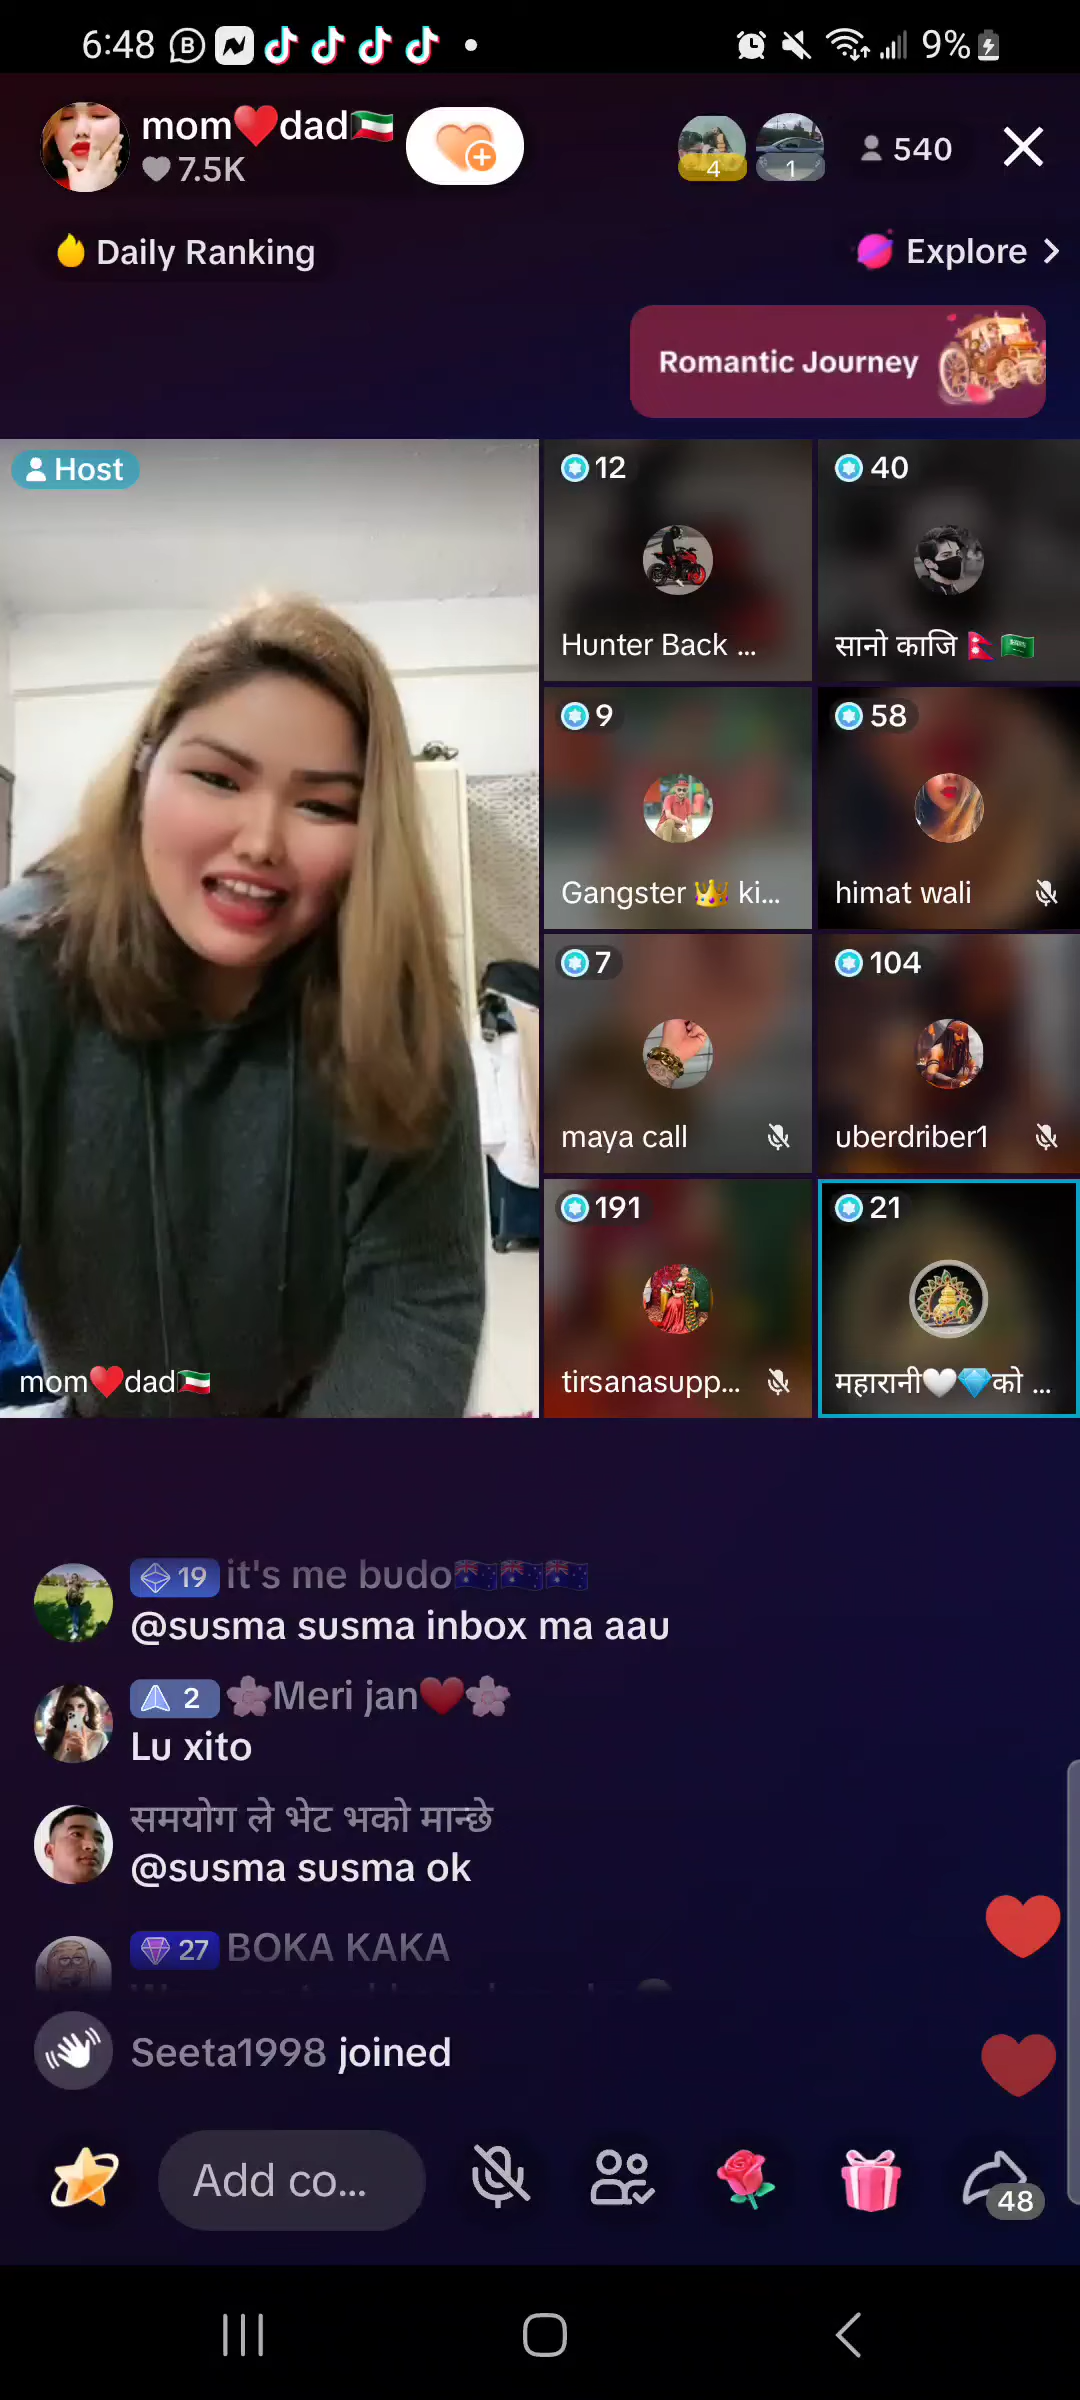 6:48
9%
mom❤️dad🇰🇼
7.5K
4
1
540
Daily Ranking
Explore
Romantic Journey
Host
12
Hunter Back ...
40
सानो काजि 🇳🇵🇸🇦
9
Gangster 👑 ki...
58
himat wali
7
maya call
104
uberdriber1
191
tirsanasupp...
21
महारानी🤍💎को ...
mom❤️dad🇰🇼
19 it's me budo🇦🇺🇦🇺🇦🇺
@susma susma inbox ma aau
2 🌸Meri jan❤️🌸
Lu xito
समयोग ले भेट भको मान्छे
@susma susma ok
27 BOKA KAKA
Seeta1998 joined
Add co...
48